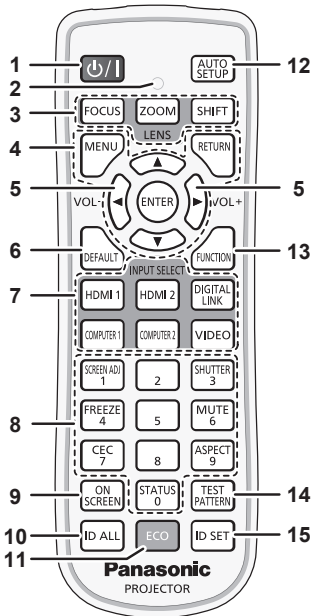 1 ⏻/I AUTO SETUP 12
2
3 FOCUS ZOOM SHIFT
LENS
4 MENU RETURN
5 5
VOL- ◀ ENTER ▶ VOL+
6 DEFAULT FUNCTION 13
INPUT SELECT
7 HDMI 1 HDMI 2 DIGITAL LINK
COMPUTER 1 COMPUTER 2 VIDEO
SCREEN ADJ 1 2 SHUTTER 3
8 FREEZE 4 5 MUTE 6
CEC 7 8 ASPECT 9
9 ON SCREEN STATUS 0 TEST PATTERN 14
10 ID ALL ECO ID SET 15
11
Panasonic
PROJECTOR